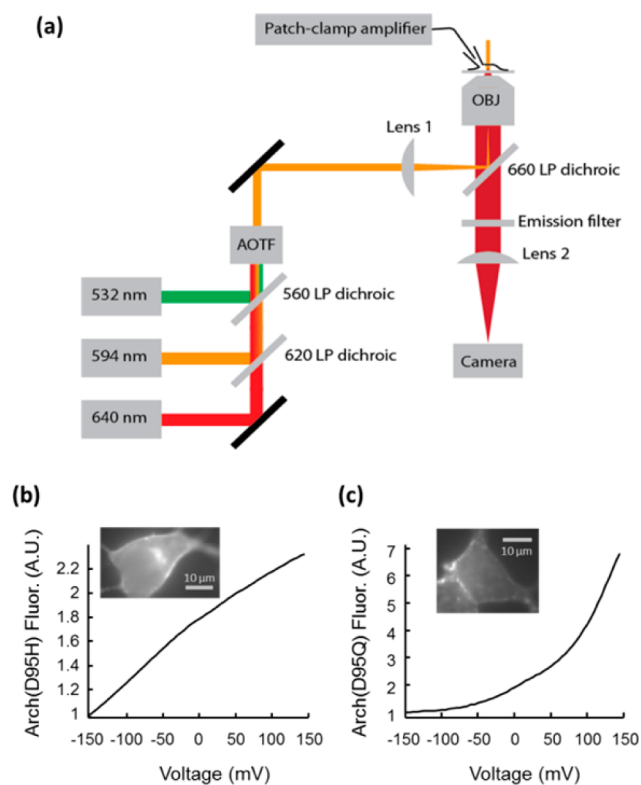 (a)
Patch-clamp amplifier
OBJ
Lens 1
660 LP dichroic
Emission filter
Lens 2
Camera
AOTF
532 nm
560 LP dichroic
594 nm
620 LP dichroic
640 nm
(b)
Arch(D95H) Fluor. (A.U.)
2.2
2
1.8
1.6
1.4
1.2
1
10 μm
-150 -100 -50 0 50 100 150
Voltage (mV)
(c)
Arch(D95Q) Fluor. (A.U.)
7
6
5
4
3
2
1
10 μm
-150 -100 -50 0 50 100 150
Voltage (mV)